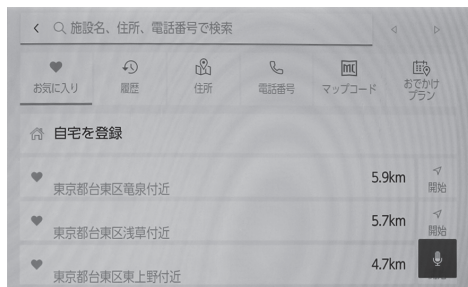 施設名、住所、電話番号で検索
お気に入り
履歴
住所
電話番号
マップコード
おでかけ
プラン
自宅を登録
5.9km
開始
東京都台東区竜泉付近
5.7km
開始
東京都台東区浅草付近
4.7km
東京都台東区東上野付近